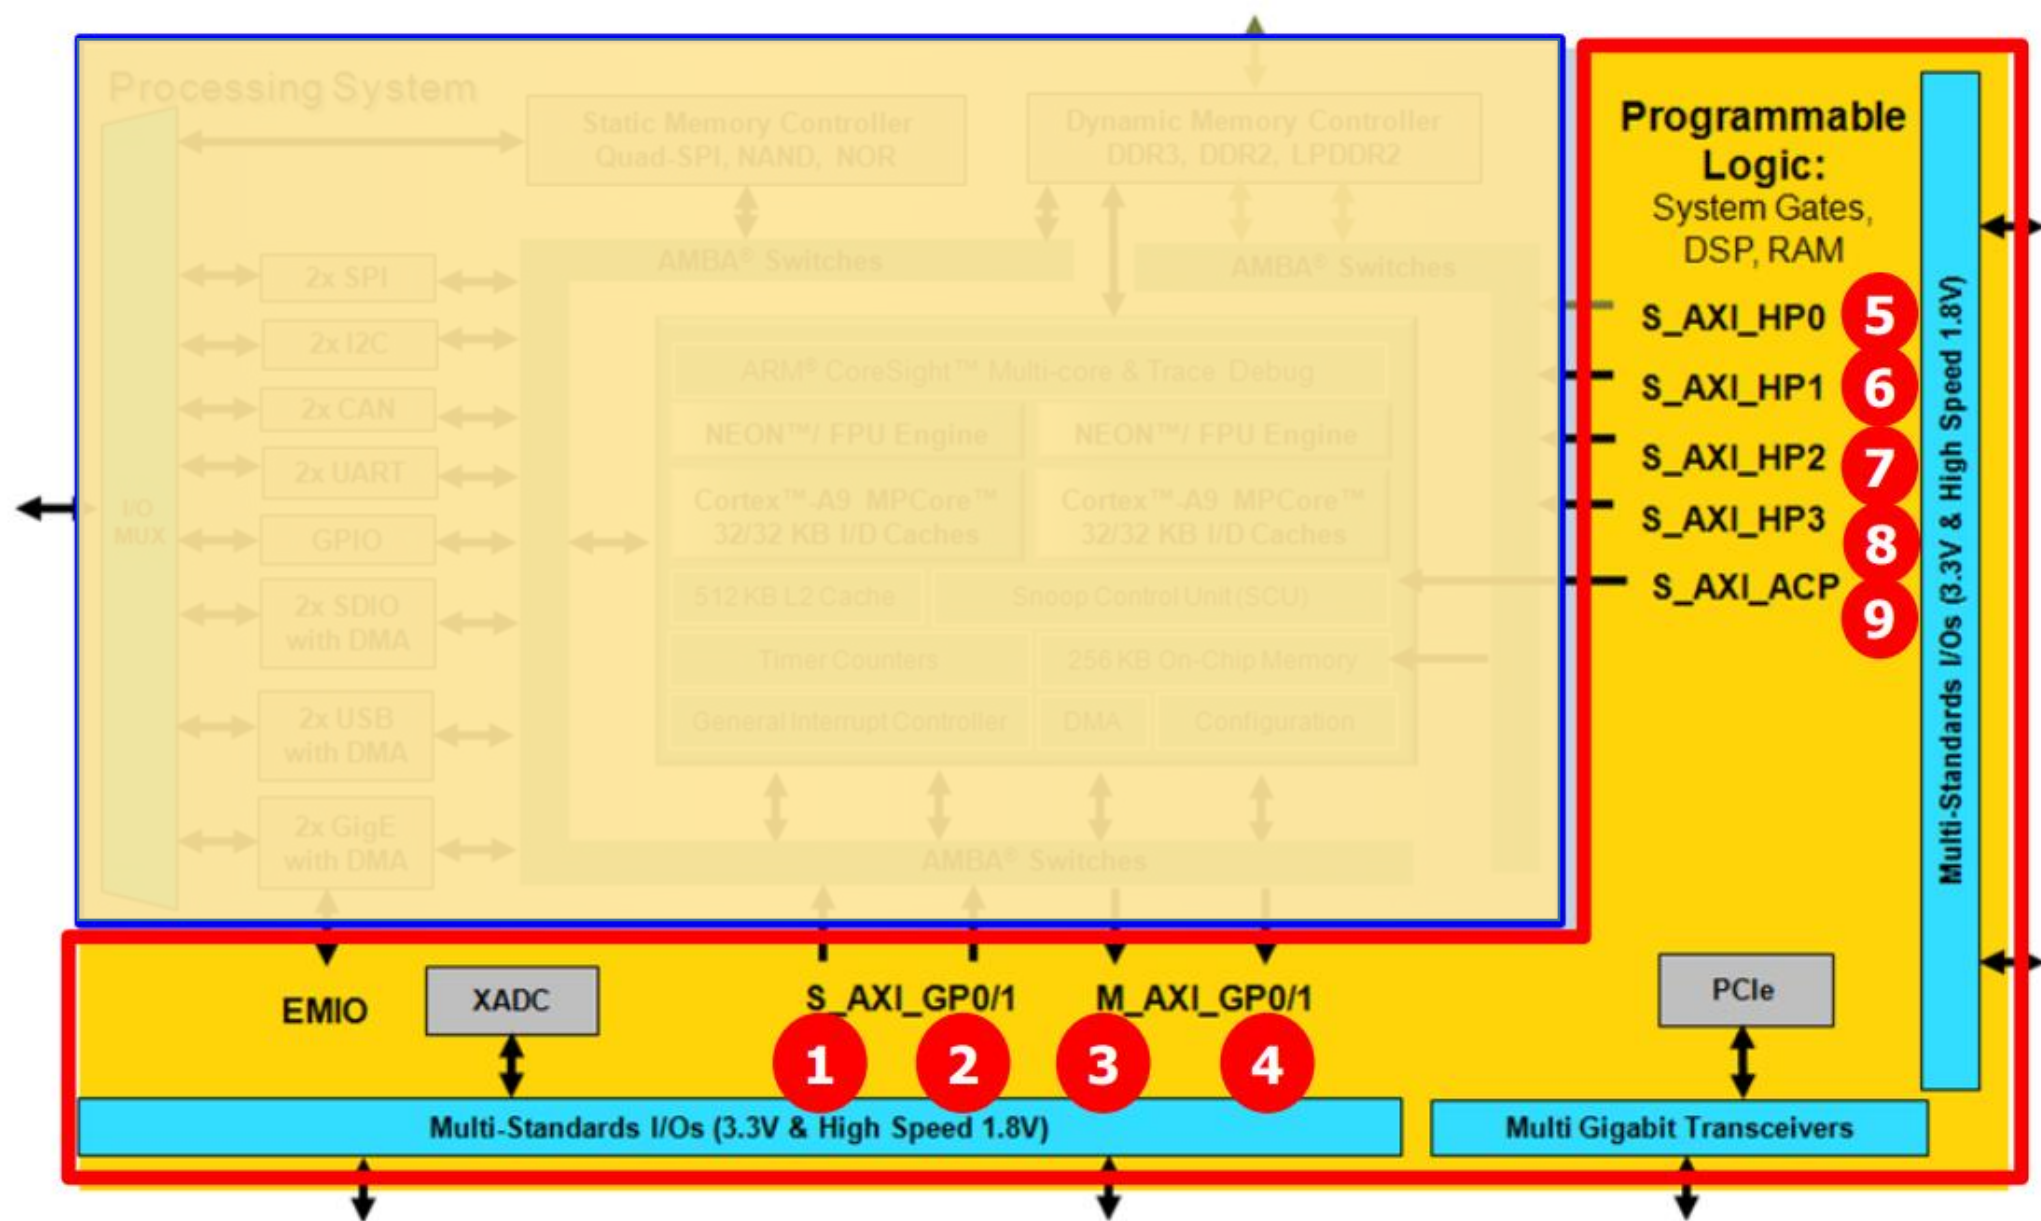 Processing System
Static Memory Controller
Quad-SPI, NAND, NOR
Dynamic Memory Controller
DDR3, DDR2, LPDDR2
AMBA® Switches
AMBA® Switches
I/O
MUX
2x SPI
2x I2C
2x CAN
2x UART
GPIO
2x SDIO
with DMA
2x USB
with DMA
2x GigE
with DMA
ARM® CoreSight™ Multi-core & Trace Debug
NEON™/ FPU Engine
NEON™/ FPU Engine
Cortex™-A9 MPCore™
32/32 KB I/D Caches
Cortex™-A9 MPCore™
32/32 KB I/D Caches
512 KB L2 Cache
Snoop Control Unit (SCU)
Timer Counters
256 KB On-Chip Memory
General Interrupt Controller
DMA
Configuration
AMBA® Switches
Programmable
Logic:
System Gates,
DSP, RAM
S_AXI_HP0 5
S_AXI_HP1 6
S_AXI_HP2 7
S_AXI_HP3 8
S_AXI_ACP 9
Multi-Standards I/Os (3.3V & High Speed 1.8V)
EMIO
XADC
S_AXI_GP0/1
M_AXI_GP0/1
1 2 3 4
PCIe
Multi-Standards I/Os (3.3V & High Speed 1.8V)
Multi Gigabit Transceivers